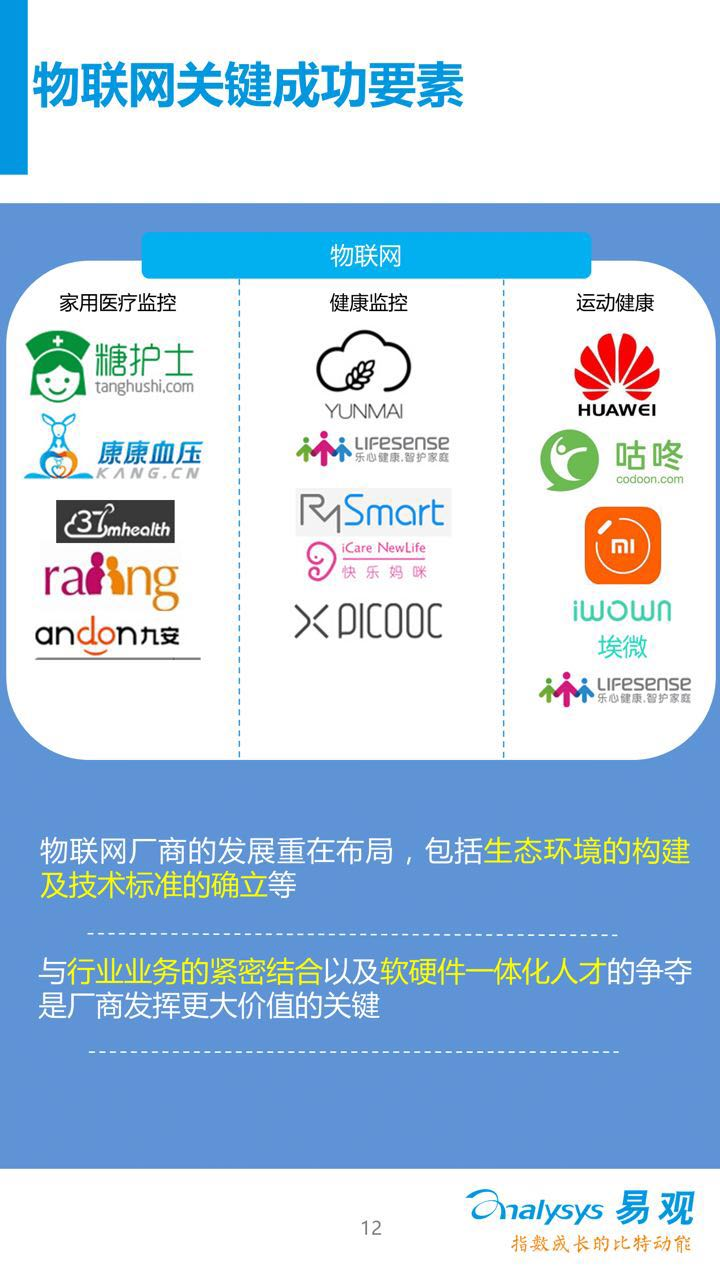 物联网关键成功要素
物联网
家用医疗监控
糖护士
tanghushi.com
康康血压
KANG.CN
37mhealth
raiing
andon九安
健康监控
YUNMAI
LIFESENSE
乐心健康.智护家庭
RySmart
iCare NewLife
快乐妈咪
PICOOC
运动健康
HUAWEI
咕咚
codoon.com
mi
iwown
埃微
LIFESENSE
乐心健康.智护家庭
物联网厂商的发展重在布局，包括生态环境的构建
及技术标准的确立等
与行业业务的紧密结合以及软硬件一体化人才的争夺
是厂商发挥更大价值的关键
12
analysys 易观
指数成长的比特动能